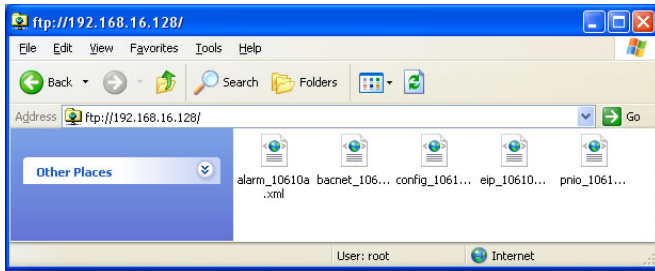 ftp://192.168.16.128/
File Edit View Favorites Tools Help
Back Search Folders
Address ftp://192.168.16.128/ Go
Other Places
alarm_10610a.xml bacnet_106... config_1061... eip_10610... pnio_1061...
User: root Internet